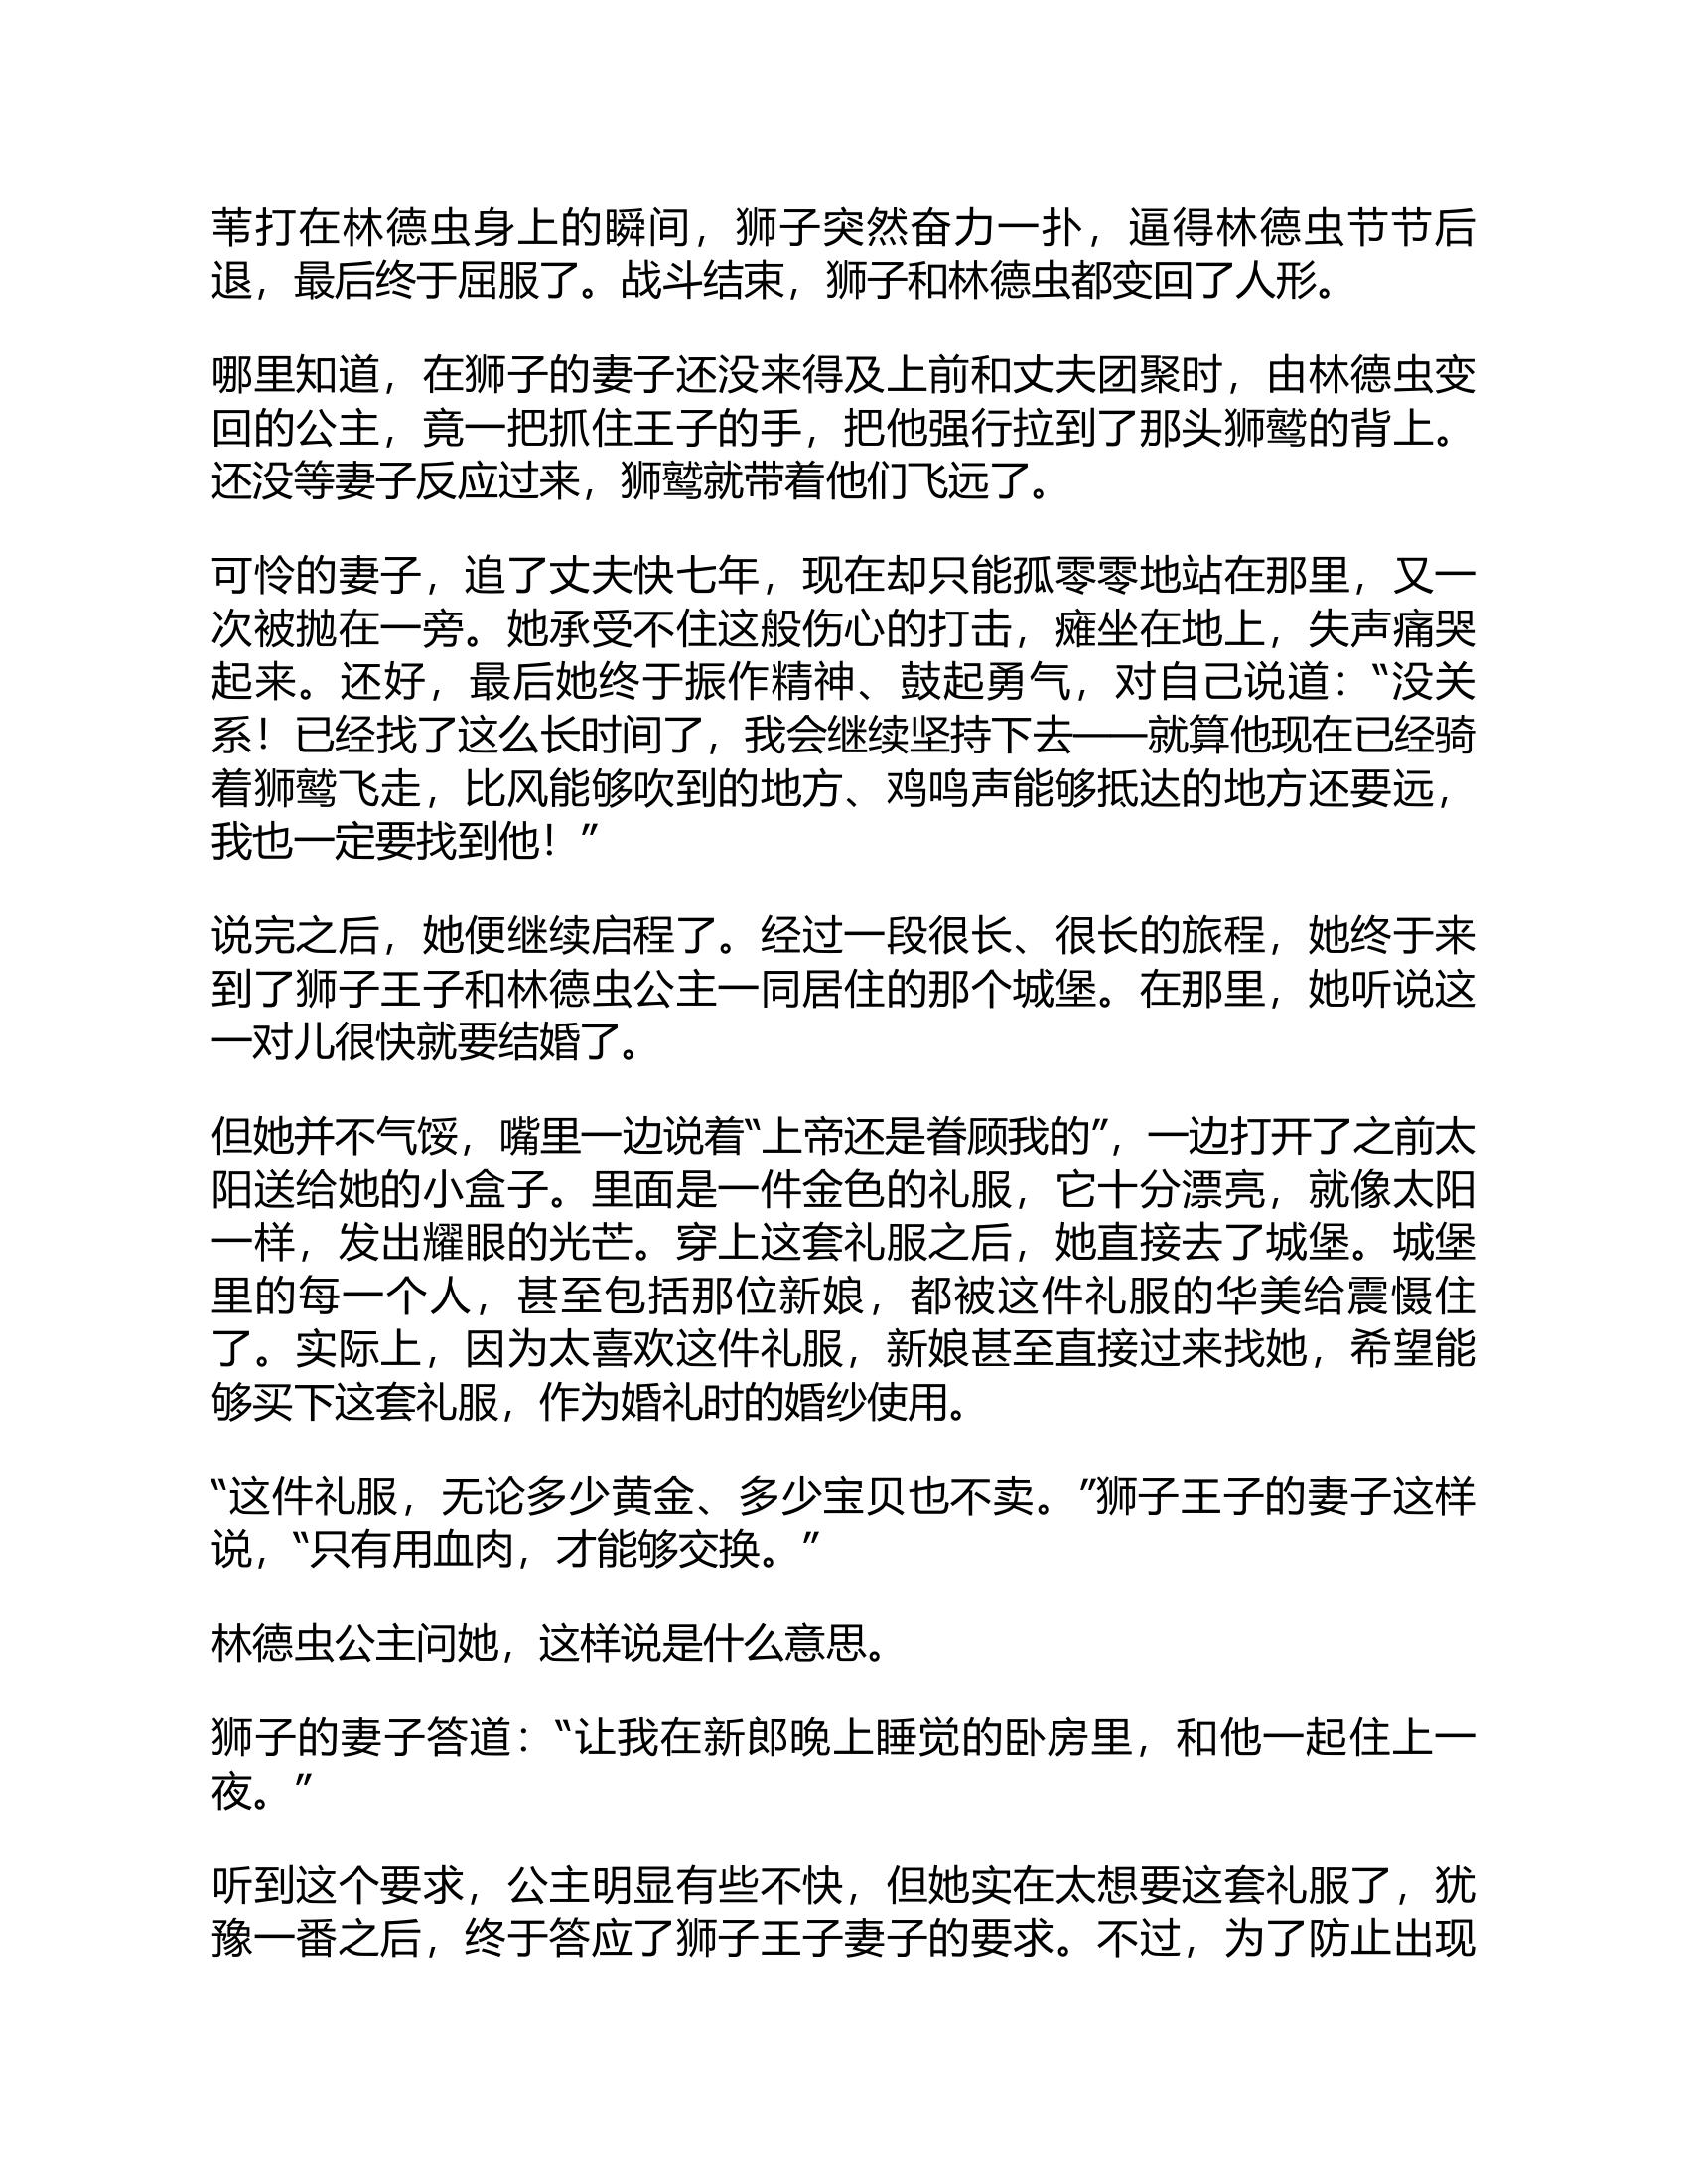 苇打在林德虫身上的瞬间，狮子突然奋力一扑，逼得林德虫节节后
退，最后终于屈服了。战斗结束，狮子和林德虫都变回了人形。
哪里知道，在狮子的妻子还没来得及上前和丈夫团聚时，由林德虫变
回的公主，竟一把抓住王子的手，把他强行拉到了那头狮鹫的背上。
还没等妻子反应过来，狮鹫就带着他们飞远了。
可怜的妻子，追了丈夫快七年，现在却只能孤零零地站在那里，又一
次被抛在一旁。她承受不住这般伤心的打击，瘫坐在地上，失声痛哭
起来。还好，最后她终于振作精神、鼓起勇气，对自己说道：“没关
系！已经找了这么长时间了，我会继续坚持下去——就算他现在已经骑
着狮鹫飞走，比风能够吹到的地方、鸡鸣声能够抵达的地方还要远，
我也一定要找到他！”
说完之后，她便继续启程了。经过一段很长、很长的旅程，她终于来
到了狮子王子和林德虫公主一同居住的那个城堡。在那里，她听说这
一对儿很快就要结婚了。
但她并不气馁，嘴里一边说着“上帝还是眷顾我的”，一边打开了之前太
阳送给她的小盒子。里面是一件金色的礼服，它十分漂亮，就像太阳
一样，发出耀眼的光芒。穿上这套礼服之后，她直接去了城堡。城堡
里的每一个人，甚至包括那位新娘，都被这件礼服的华美给震慑住
了。实际上，因为太喜欢这件礼服，新娘甚至直接过来找她，希望能
够买下这套礼服，作为婚礼时的婚纱使用。
“这件礼服，无论多少黄金、多少宝贝也不卖。”狮子王子的妻子这样
说，“只有用血肉，才能够交换。”
林德虫公主问她，这样说是什么意思。
狮子的妻子答道：“让我在新郎晚上睡觉的卧房里，和他一起住上一
夜。”
听到这个要求，公主明显有些不快，但她实在太想要这套礼服了，犹
豫一番之后，终于答应了狮子王子妻子的要求。不过，为了防止出现